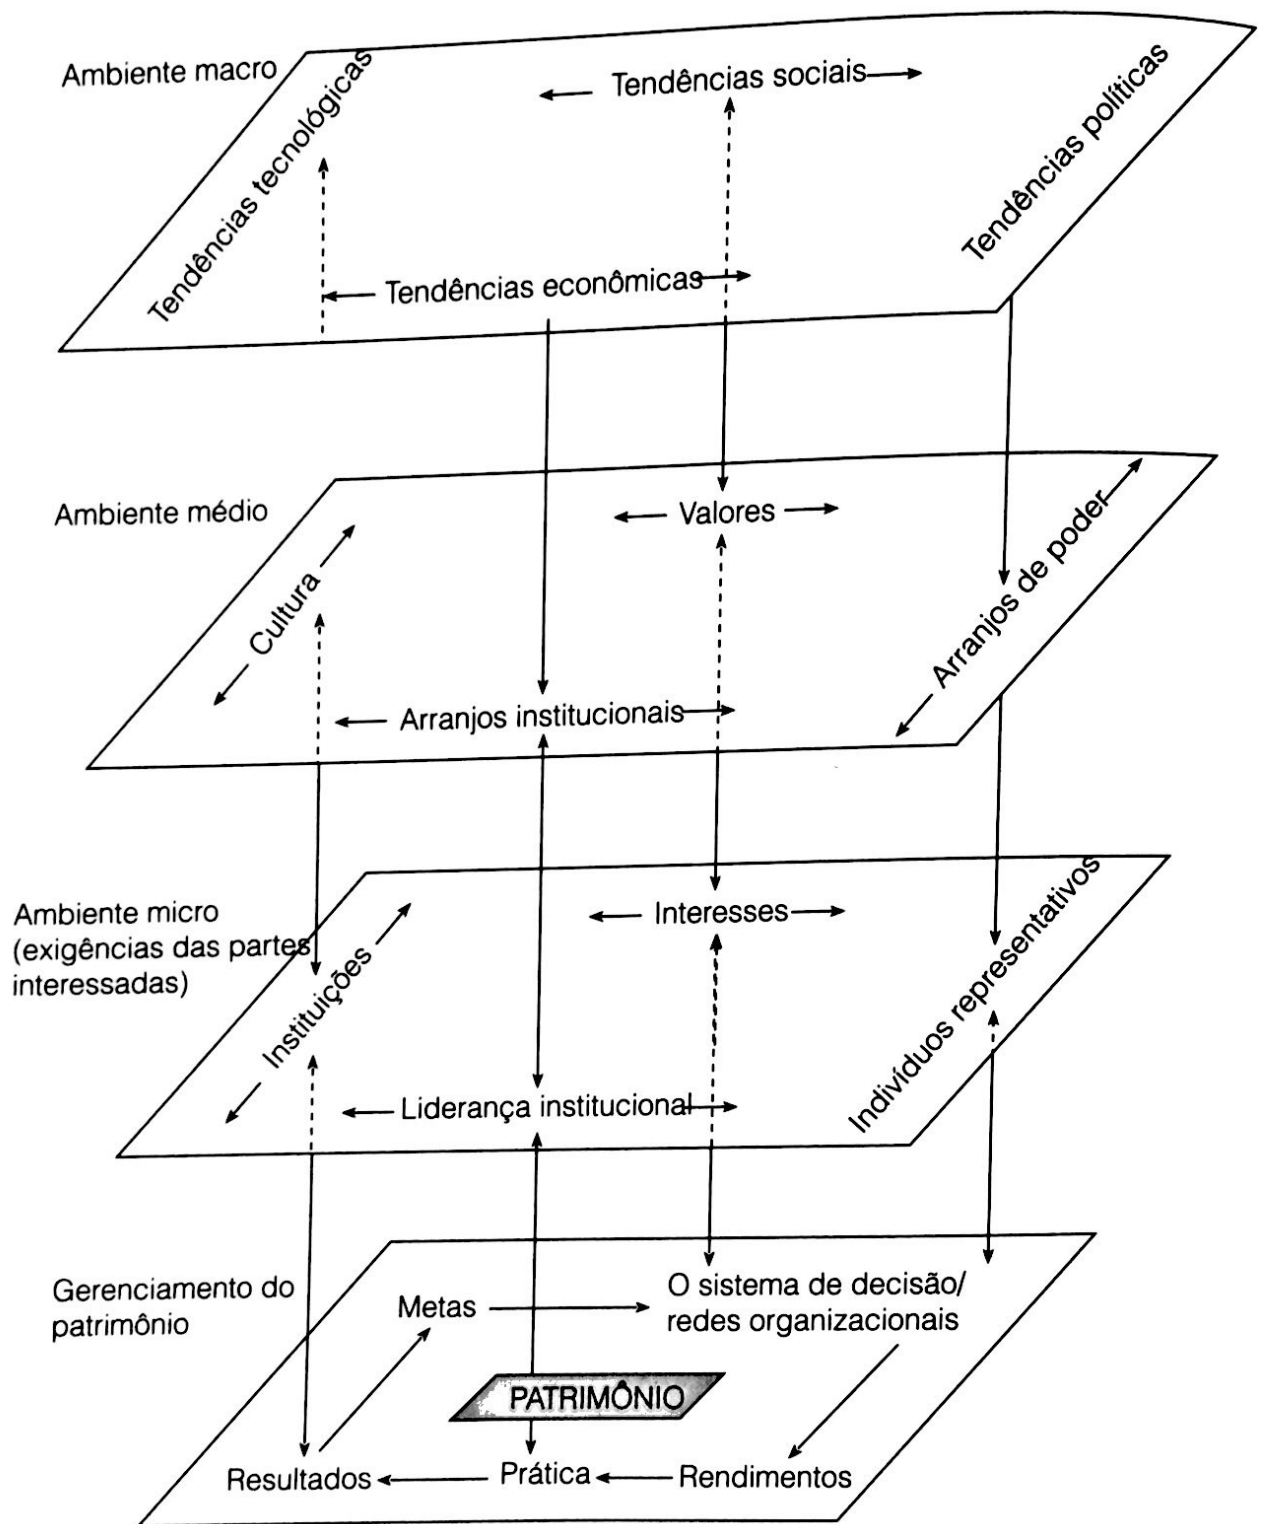 Ambiente macro
Tendências tecnológicas
Tendências sociais
Tendências políticas
Tendências econômicas
Ambiente médio
Cultura
Valores
Arranjos de poder
Arranjos institucionais
Ambiente micro
(exigências das partes
interessadas)
Instituições
Interesses
Indivíduos representativos
Liderança institucional
Gerenciamento do
patrimônio
Metas
O sistema de decisão/
redes organizacionais
PATRIMÔNIO
Resultados
Prática
Rendimentos